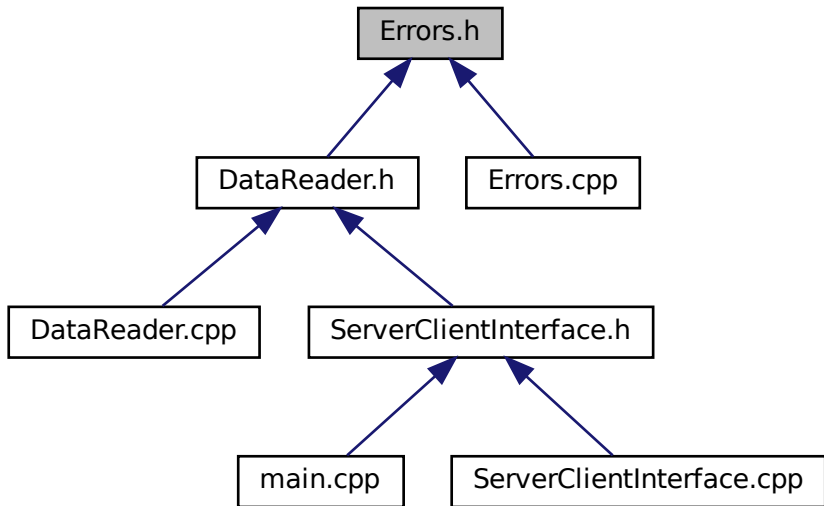 Errors.h
DataReader.h
Errors.cpp
DataReader.cpp
ServerClientInterface.h
main.cpp
ServerClientInterface.cpp